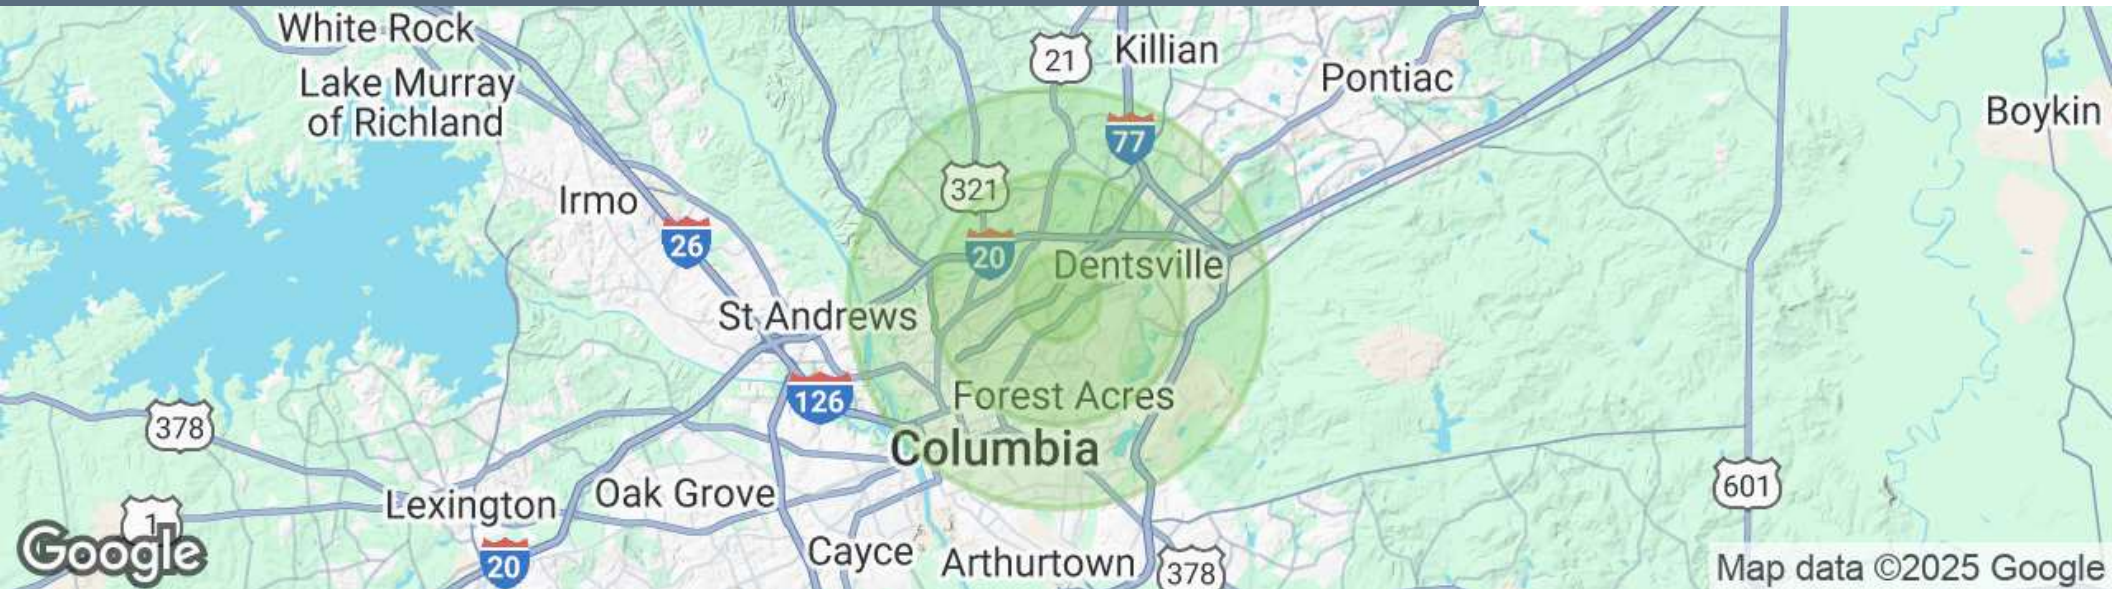 White Rock
21
Killian
Lake Murray
of Richland
Pontiac
Boykin
77
321
Irmo
26
20
Dentsville
St Andrews
126
Forest Acres
378
Columbia
601
Lexington
Oak Grove
1
Google
20
Cayce
Arthurtown
378
Map data ©2025 Google